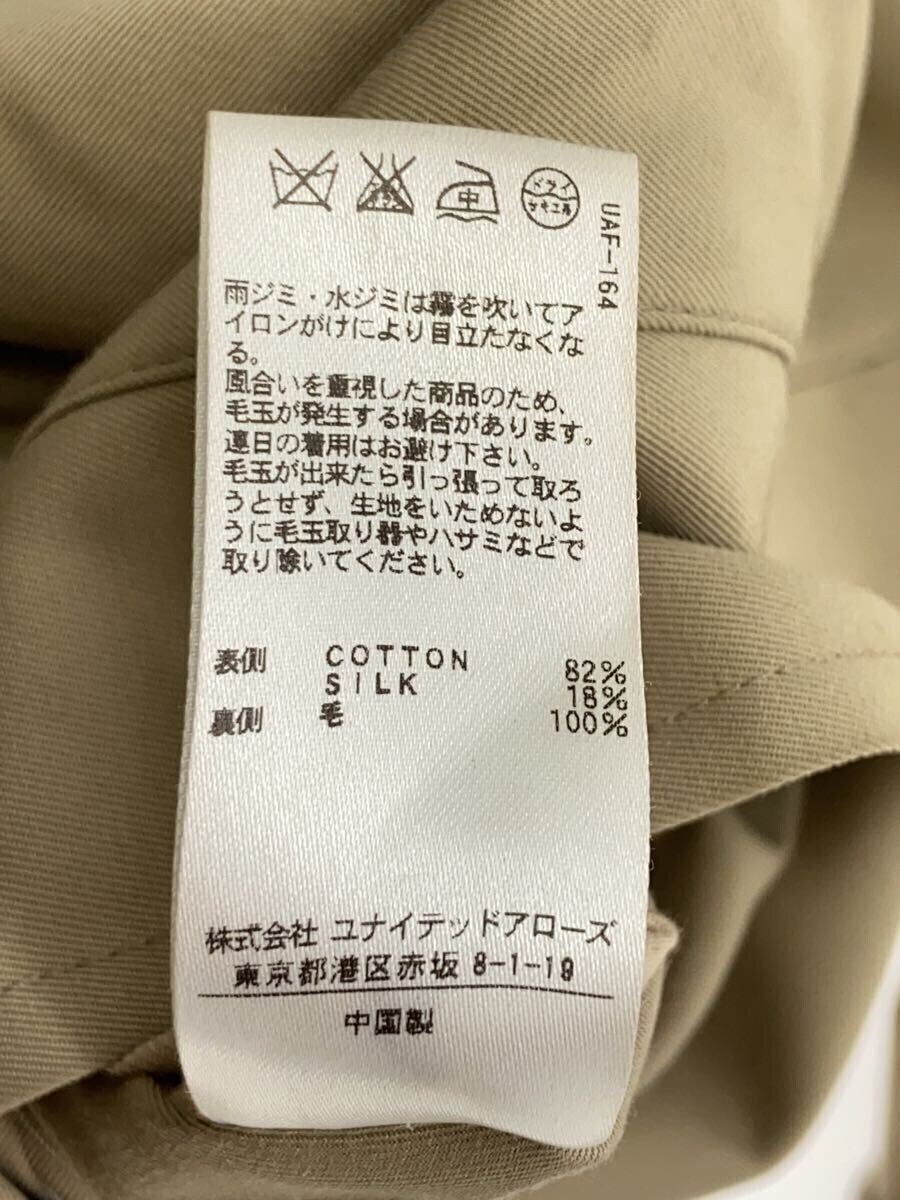 中
ドライ
セキユ系
UAF-164
雨ジミ・水ジミは霧を吹いてア
イロンがけにより目立たなくな
る。
風合いを重視した商品のため、
毛玉が発生する場合があります。
連日の着用はお避け下さい。
毛玉が出来たら引っ張って取ろ
うとせず、生地をいためないよ
うに毛玉取り器やハサミなどで
取り除いてください。
表側 COTTON 82%
SILK 18%
裏側 毛 100%
株式会社 ユナイテッドアローズ
東京都港区赤坂 8-1-19
中国製